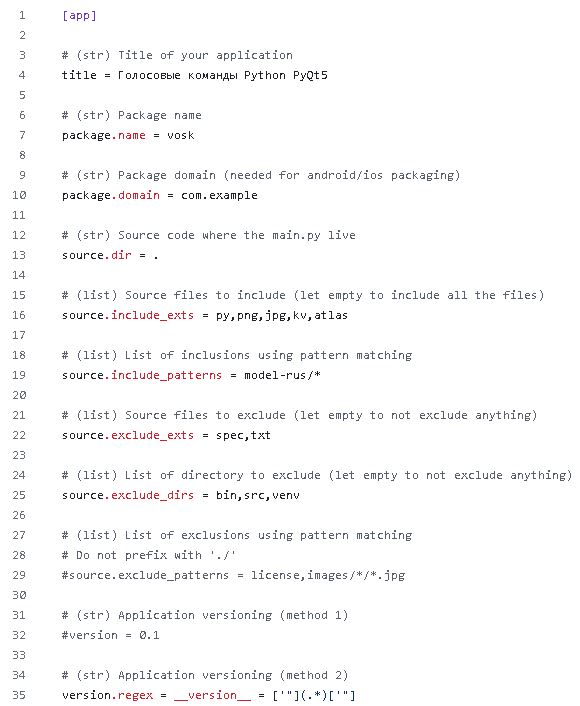 1 [app]
2
3 # (str) Title of your application
4 title = Голосовые команды Python PyQt5
5
6 # (str) Package name
7 package.name = vosk
8
9 # (str) Package domain (needed for android/ios packaging)
10 package.domain = com.example
11
12 # (str) Source code where the main.py live
13 source.dir = .
14
15 # (list) Source files to include (let empty to include all the files)
16 source.include_exts = py,png,jpg,kv,atlas
17
18 # (list) List of inclusions using pattern matching
19 source.include_patterns = model-rus/*
20
21 # (list) Source files to exclude (let empty to not exclude anything)
22 source.exclude_exts = spec,txt
23
24 # (list) List of directory to exclude (let empty to not exclude anything)
25 source.exclude_dirs = bin,src,venv
26
27 # (list) List of exclusions using pattern matching
28 # Do not prefix with './'
29 #source.exclude_patterns = license,images/*/*.jpg
30
31 # (str) Application versioning (method 1)
32 #version = 0.1
33
34 # (str) Application versioning (method 2)
35 version.regex = __version__ = ['"](.*)['"]